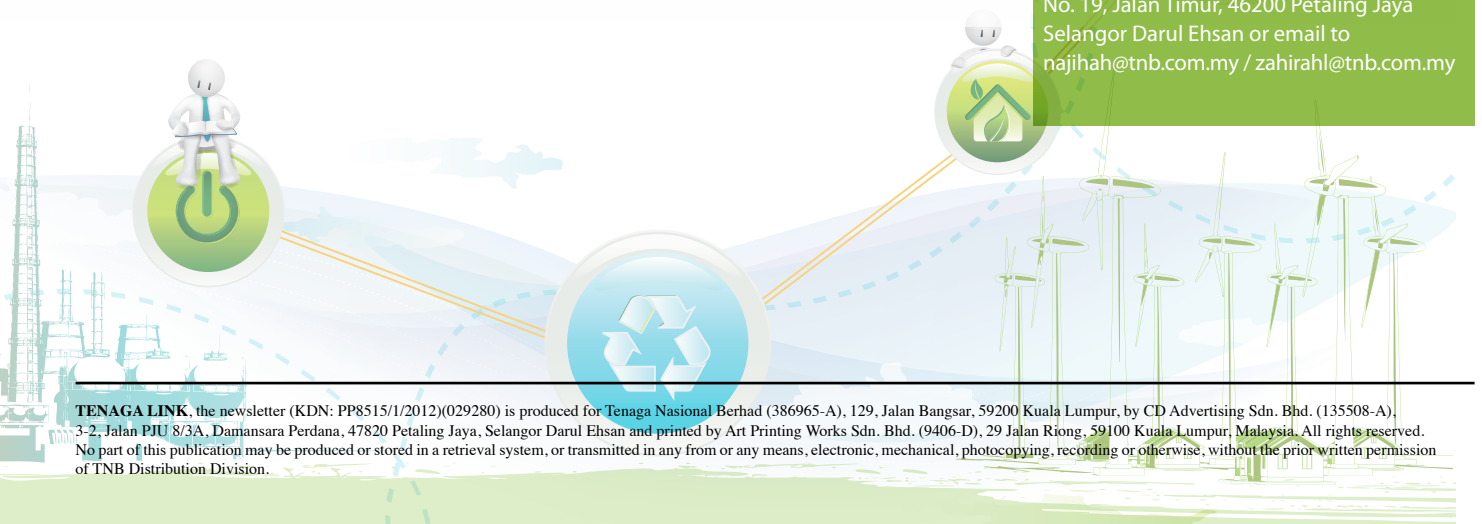 No. 19, Jalan Timur, 46200 Petaling Jaya
Selangor Darul Ehsan or email to
najihah@tnb.com.my / zahirahl@tnb.com.my
TENAGA LINK, the newsletter (KDN: PP8515/1/2012)(029280) is produced for Tenaga Nasional Berhad (386965-A), 129, Jalan Bangsar, 59200 Kuala Lumpur, by CD Advertising Sdn. Bhd. (135508-A),
3-2, Jalan PJU 8/3A, Damansara Perdana, 47820 Petaling Jaya, Selangor Darul Ehsan and printed by Art Printing Works Sdn. Bhd. (9406-D), 29 Jalan Riong, 59100 Kuala Lumpur, Malaysia. All rights reserved.
No part of this publication may be produced or stored in a retrieval system, or transmitted in any from or any means, electronic, mechanical, photocopying, recording or otherwise, without the prior written permission
of TNB Distribution Division.